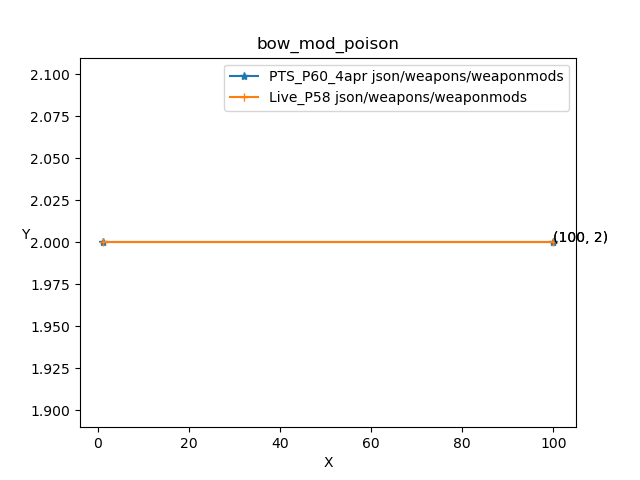 bow_mod_poison
PTS_P60_4apr json/weapons/weaponmods
Live_P58 json/weapons/weaponmods
2.100
2.075
2.050
2.025
2.000
1.975
1.950
1.925
1.900
Y
(100, 2)
0 20 40 60 80 100
X